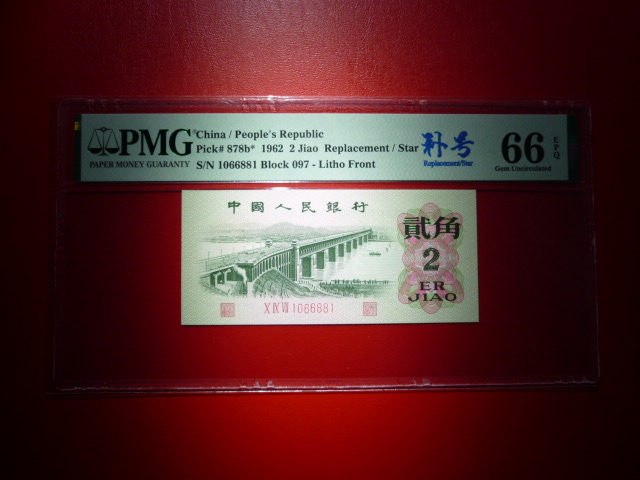 PMG
PAPER MONEY GUARANTY
China / People's Republic
Pick# 878b* 1962 2 Jiao Replacement / Star
S/N 1066881 Block 097 - Litho Front
补号
Replacement/Star
66 EPQ
Gem Uncirculated
中國人民銀行
貳角
2
ER
JIAO
X IX VII 1066881